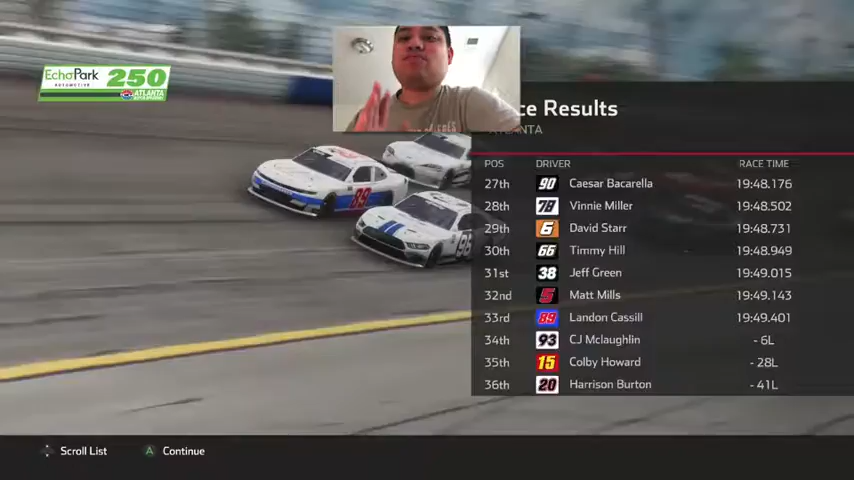 EchoPark 250
AUTOMOTIVE ATLANTA
ce Results
ANTA
POS DRIVER RACE TIME
27th 90 Caesar Bacarella 19:48.176
28th 78 Vinnie Miller 19:48.502
29th 6 David Starr 19:48.731
30th 66 Timmy Hill 19:48.949
31st 38 Jeff Green 19:49.015
32nd 5 Matt Mills 19:49.143
33rd 89 Landon Cassill 19:49.401
34th 93 CJ Mclaughlin - 6L
35th 15 Colby Howard - 28L
36th 20 Harrison Burton - 41L
89
Scroll List A Continue